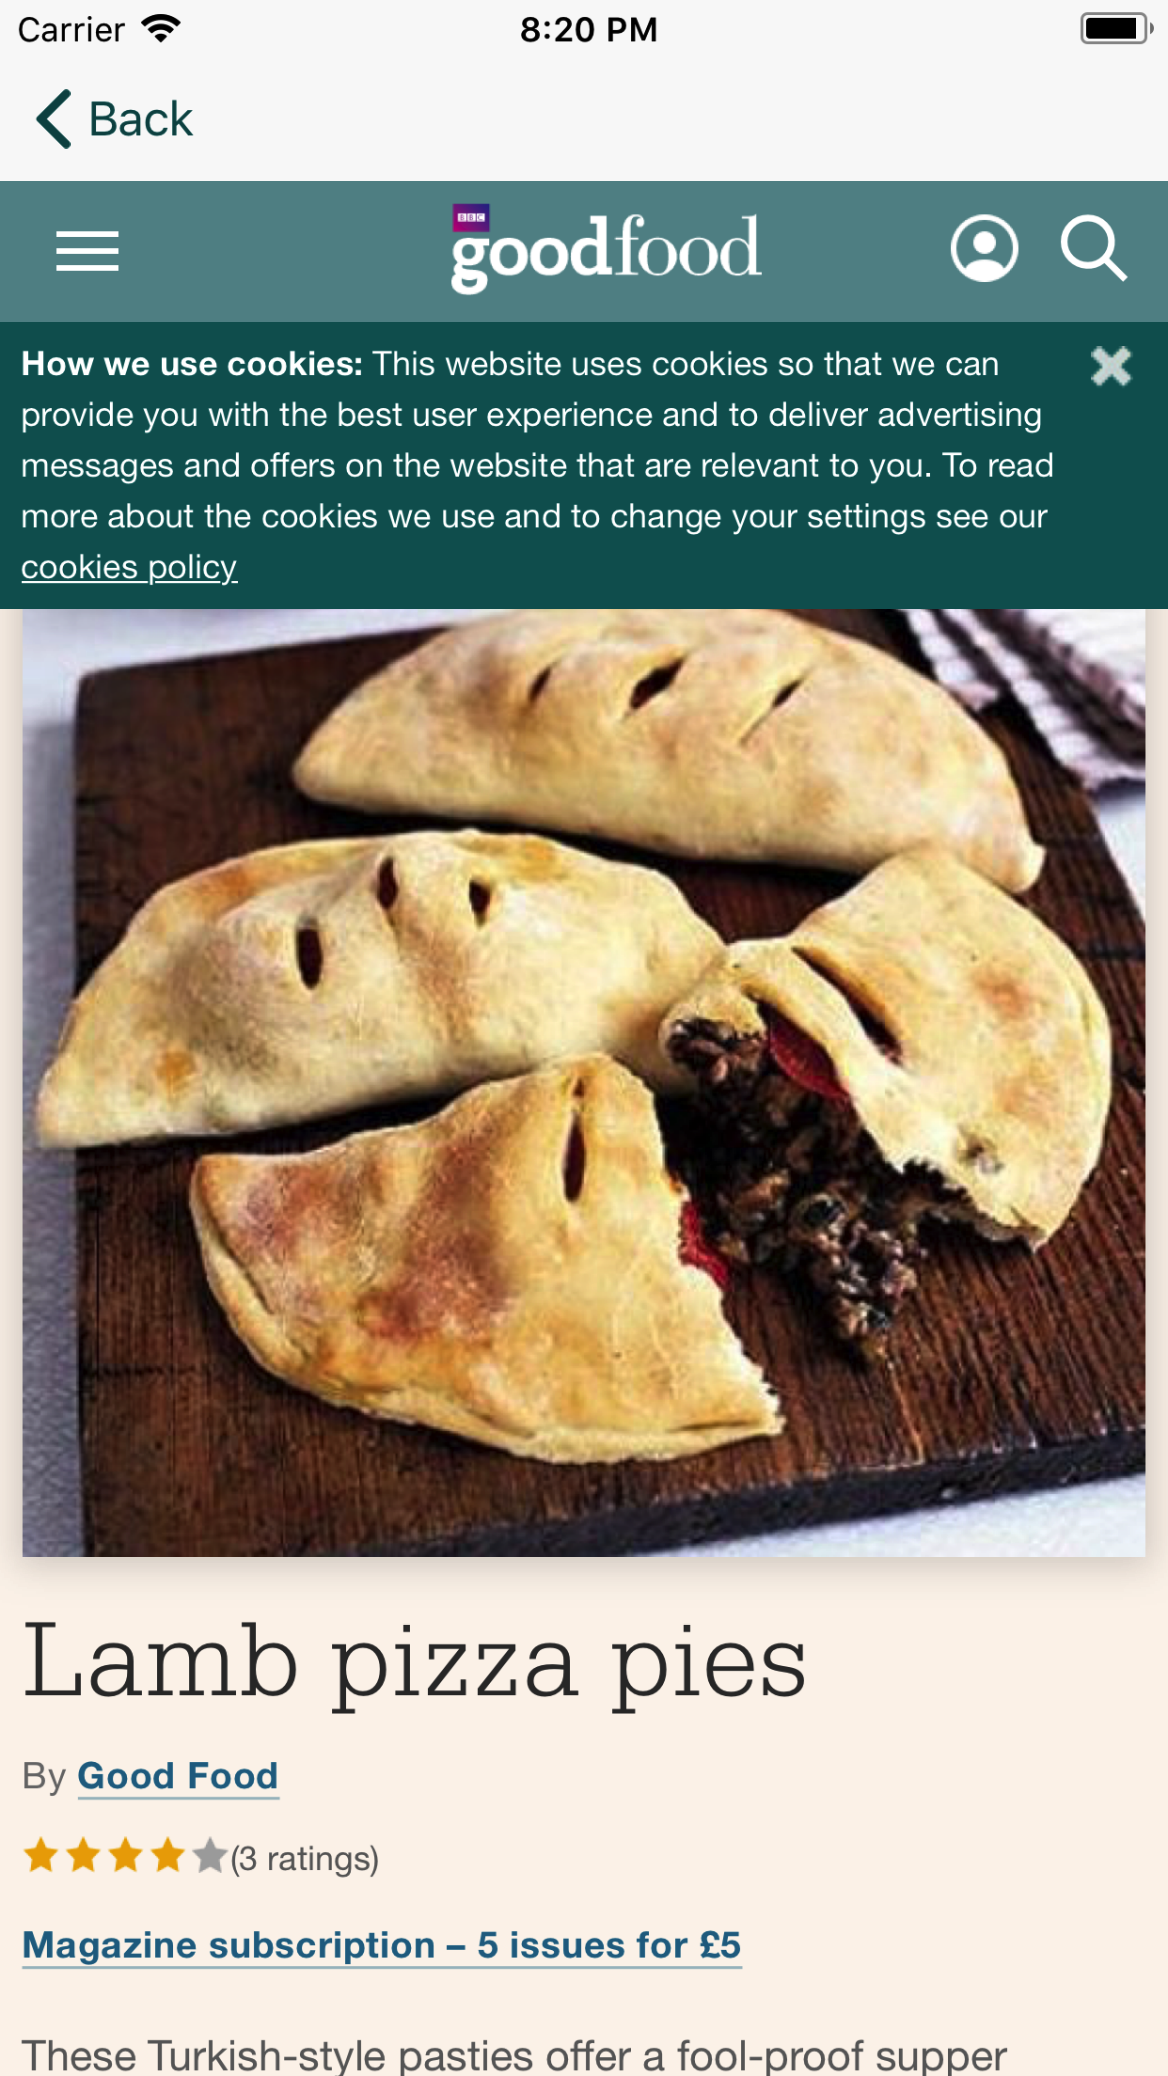 Carrier 8:20 PM
Back
BBC
goodfood
How we use cookies: This website uses cookies so that we can
provide you with the best user experience and to deliver advertising
messages and offers on the website that are relevant to you. To read
more about the cookies we use and to change your settings see our
cookies policy
Lamb pizza pies
By Good Food
(3 ratings)
Magazine subscription – 5 issues for £5
These Turkish-style pasties offer a fool-proof supper